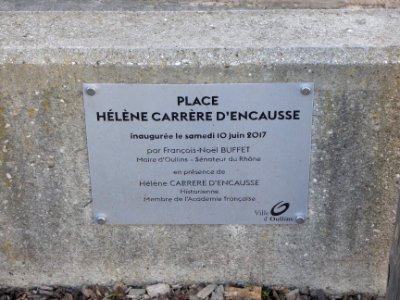 PLACE
HÉLÈNE CARRÈRE D'ENCAUSSE
inaugurée le samedi 10 juin 2017
par François-Noël BUFFET
Maire d'Oullins - Sénateur du Rhône
en présence de
Hélène CARRERE D'ENCAUSSE
Historienne
Membre de l'Académie française
Ville
d'Oullins